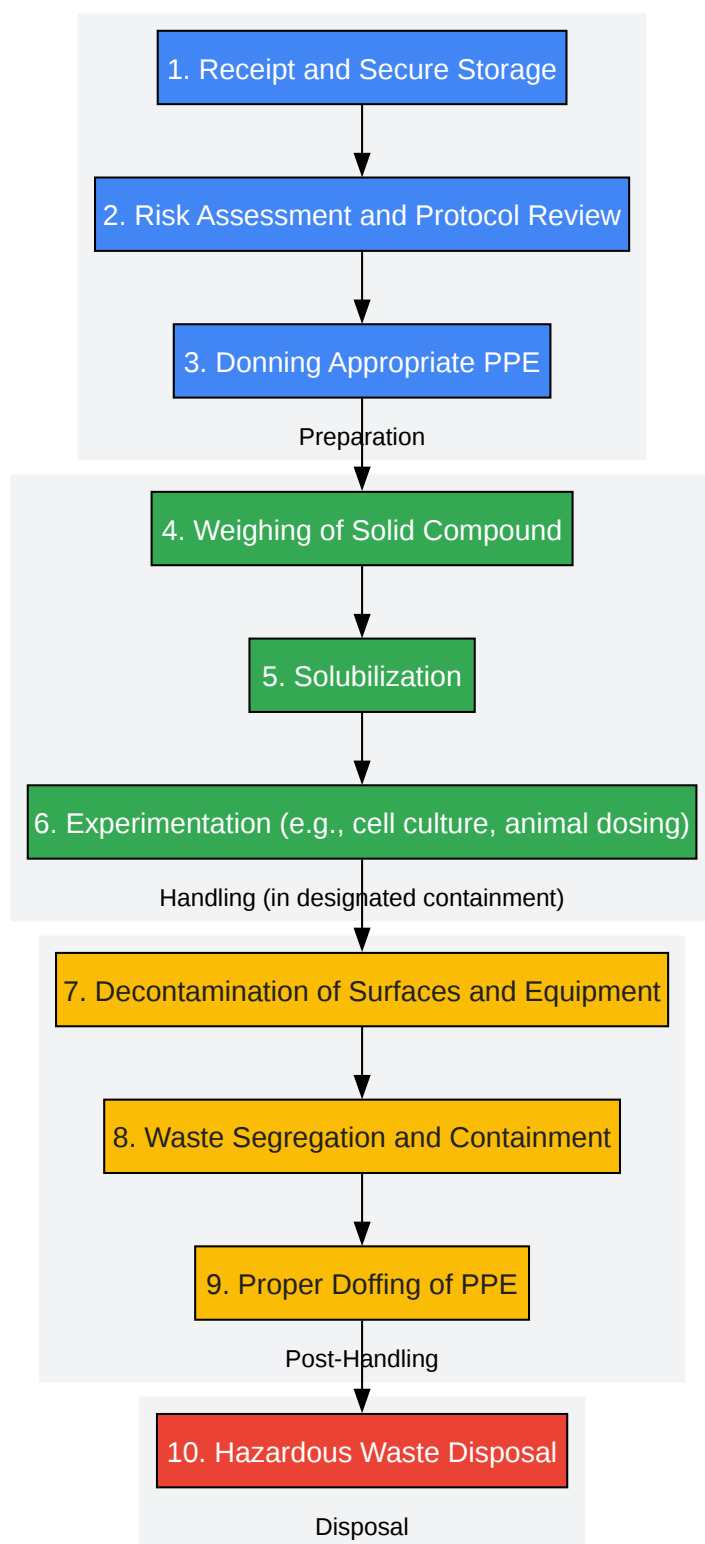 1. Receipt and Secure Storage
2. Risk Assessment and Protocol Review
3. Donning Appropriate PPE
Preparation
4. Weighing of Solid Compound
5. Solubilization
6. Experimentation (e.g., cell culture, animal dosing)
Handling (in designated containment)
7. Decontamination of Surfaces and Equipment
8. Waste Segregation and Containment
9. Proper Doffing of PPE
Post-Handling
10. Hazardous Waste Disposal
Disposal